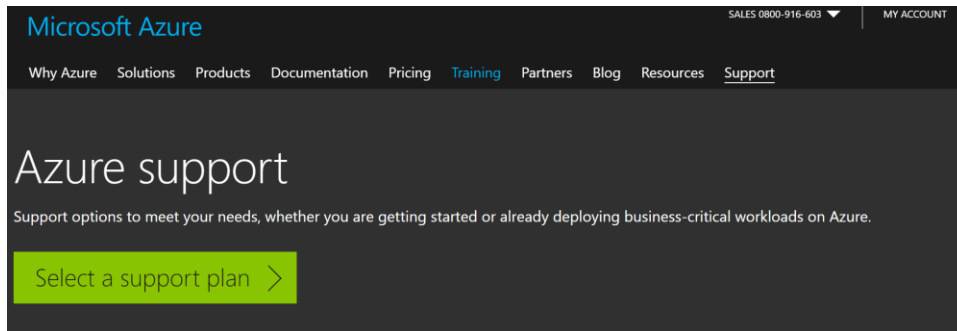 SALES 0800-916-603 MY ACCOUNT
Microsoft Azure
Why Azure Solutions Products Documentation Pricing Training Partners Blog Resources Support
Azure support
Support options to meet your needs, whether you are getting started or already deploying business-critical workloads on Azure.
Select a support plan